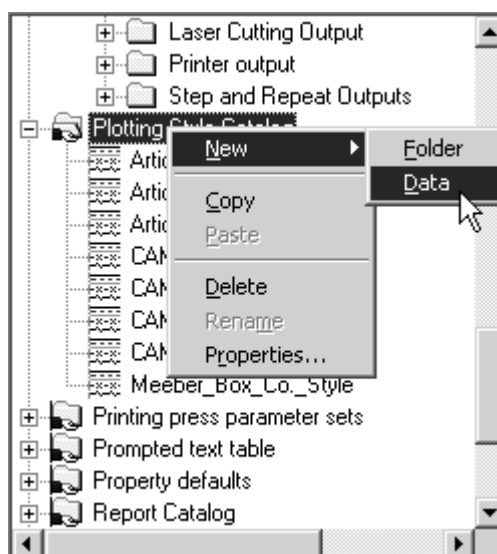 Laser Cutting Output
Printer output
Step and Repeat Outputs
Plotting Style Catalog
New
Folder
Data
Copy
Paste
Delete
Rename
Properties...
Meeber_Box_Co._Style
Printing press parameter sets
Prompted text table
Property defaults
Report Catalog